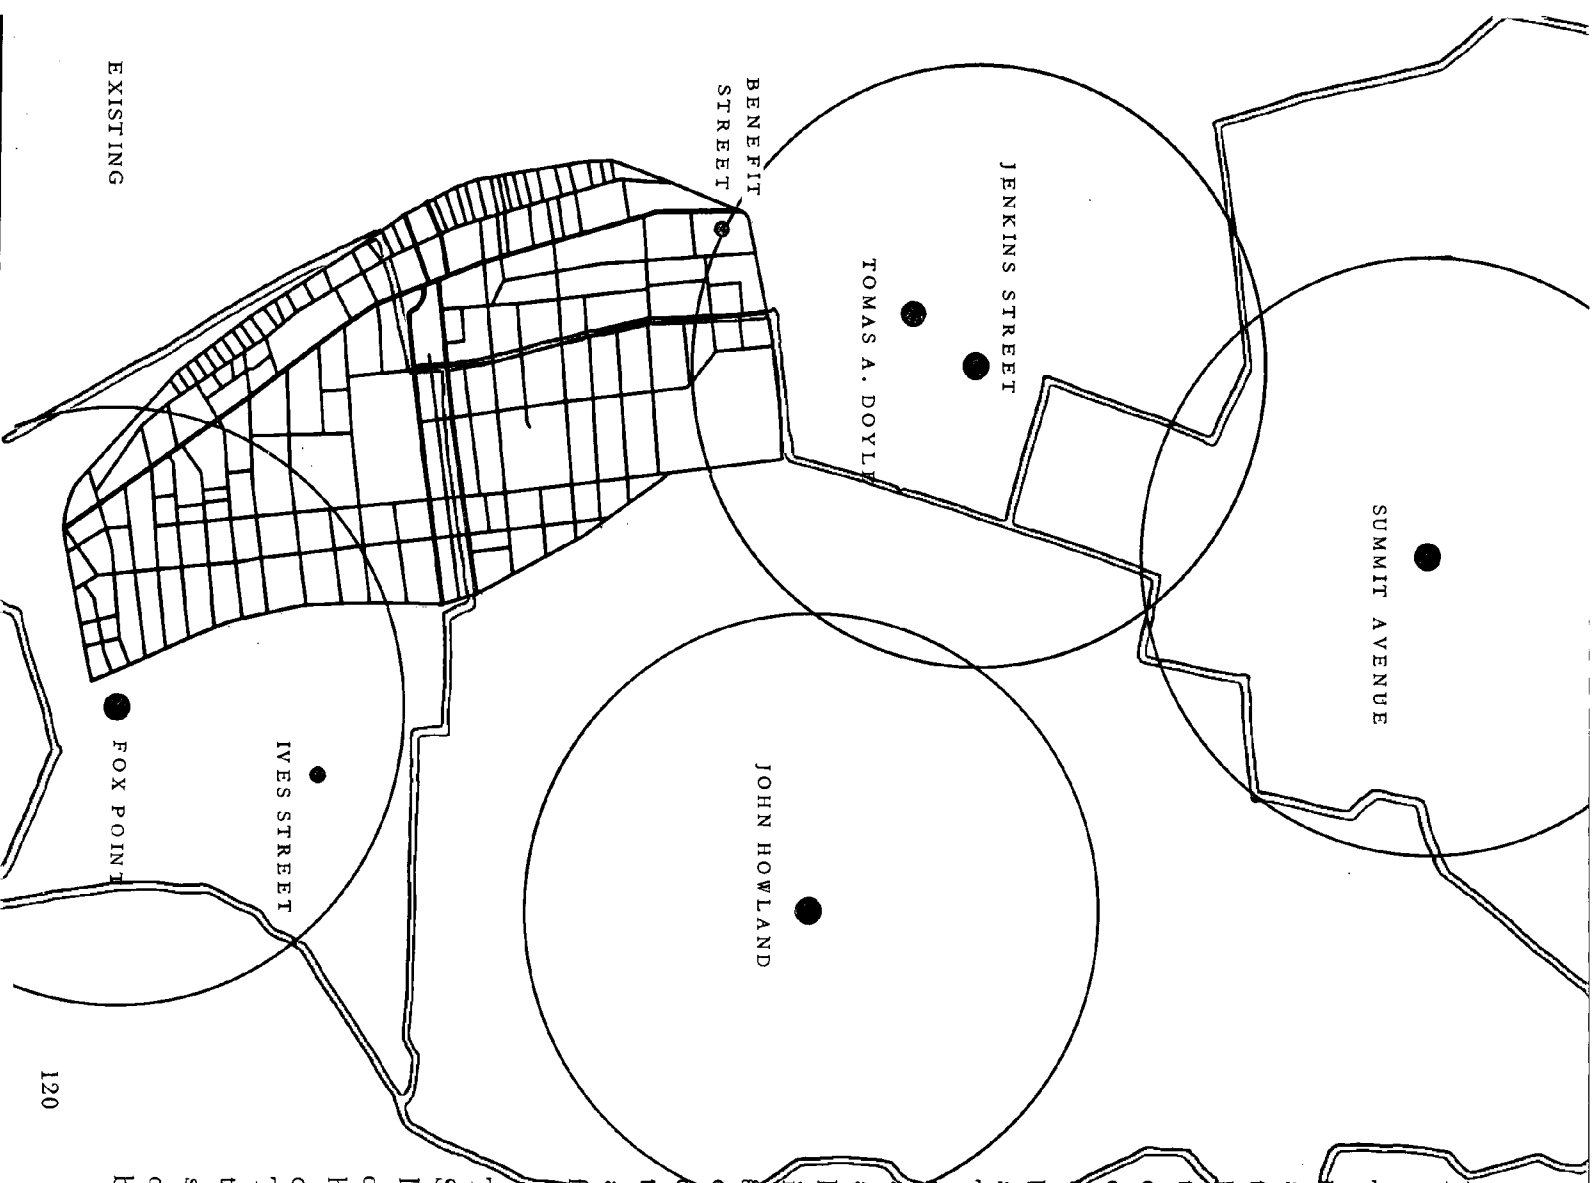 EXISTING
BENEFIT
STREET
JENKINS STREET
TOMAS A. DOYLE
SUMMIT AVENUE
JOHN HOWLAND
IVES STREET
FOX POINT
120